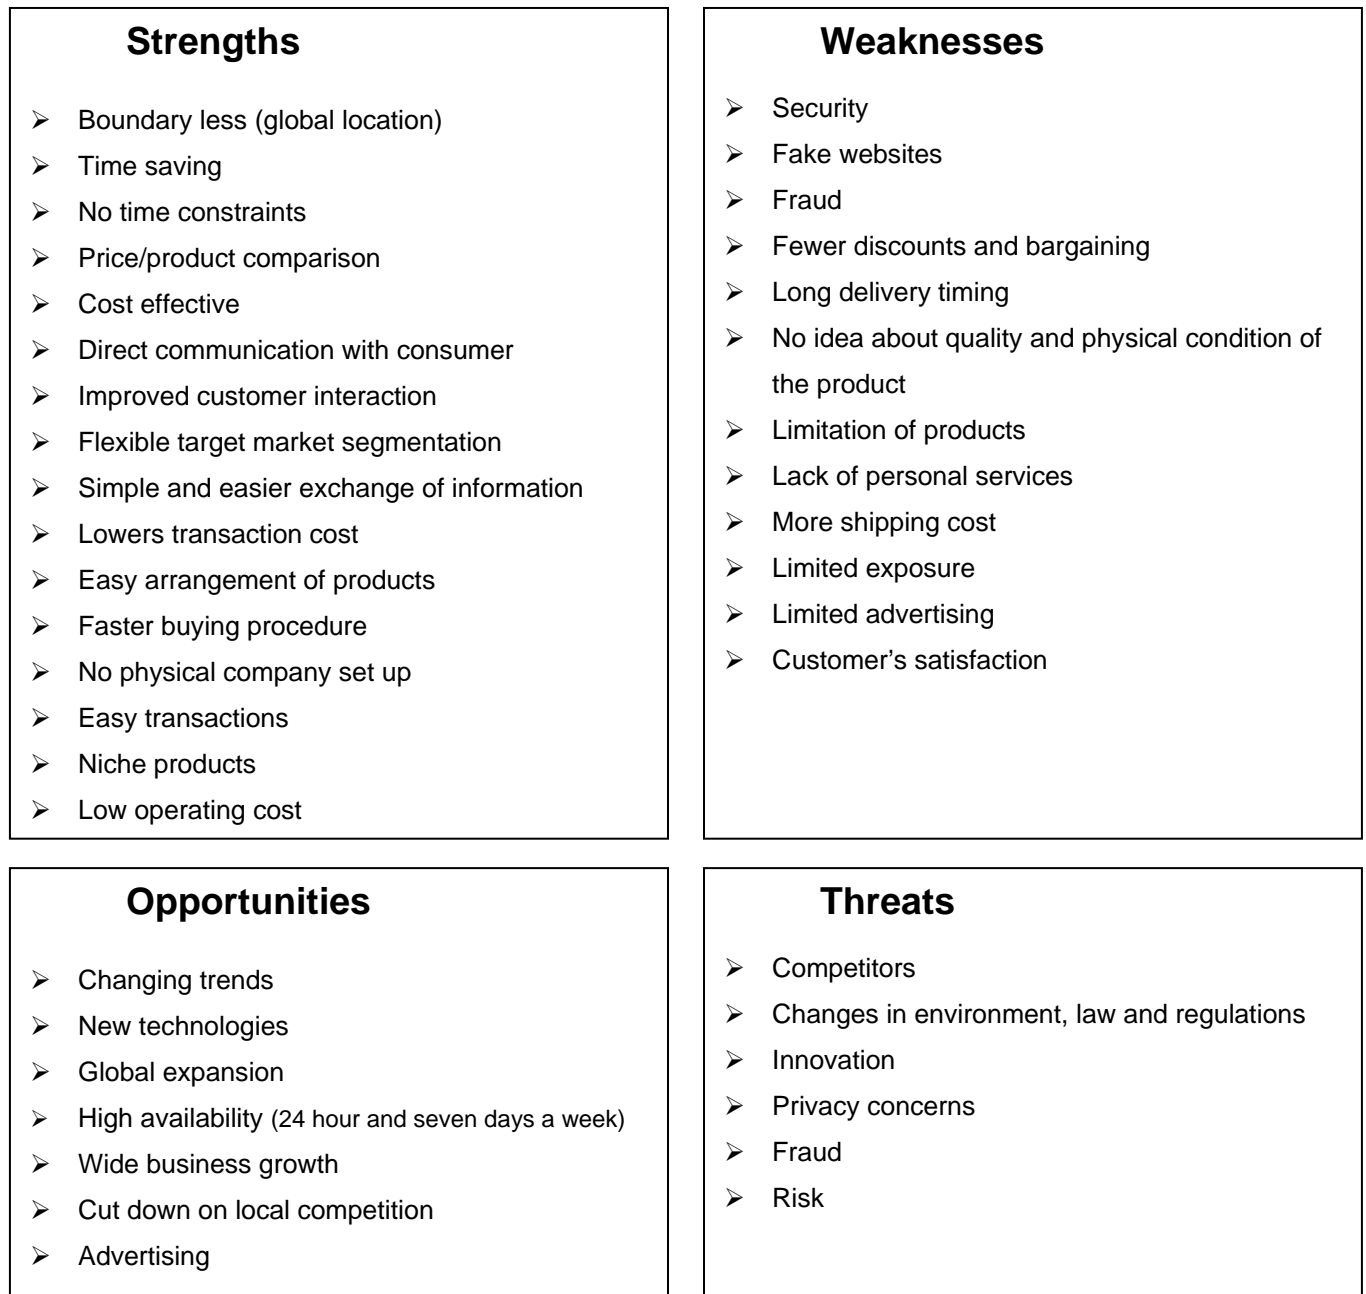 Strengths
➢ Boundary less (global location)
➢ Time saving
➢ No time constraints
➢ Price/product comparison
➢ Cost effective
➢ Direct communication with consumer
➢ Improved customer interaction
➢ Flexible target market segmentation
➢ Simple and easier exchange of information
➢ Lowers transaction cost
➢ Easy arrangement of products
➢ Faster buying procedure
➢ No physical company set up
➢ Easy transactions
➢ Niche products
➢ Low operating cost
Weaknesses
➢ Security
➢ Fake websites
➢ Fraud
➢ Fewer discounts and bargaining
➢ Long delivery timing
➢ No idea about quality and physical condition of
the product
➢ Limitation of products
➢ Lack of personal services
➢ More shipping cost
➢ Limited exposure
➢ Limited advertising
➢ Customer’s satisfaction
Opportunities
➢ Changing trends
➢ New technologies
➢ Global expansion
➢ High availability (24 hour and seven days a week)
➢ Wide business growth
➢ Cut down on local competition
➢ Advertising
Threats
➢ Competitors
➢ Changes in environment, law and regulations
➢ Innovation
➢ Privacy concerns
➢ Fraud
➢ Risk